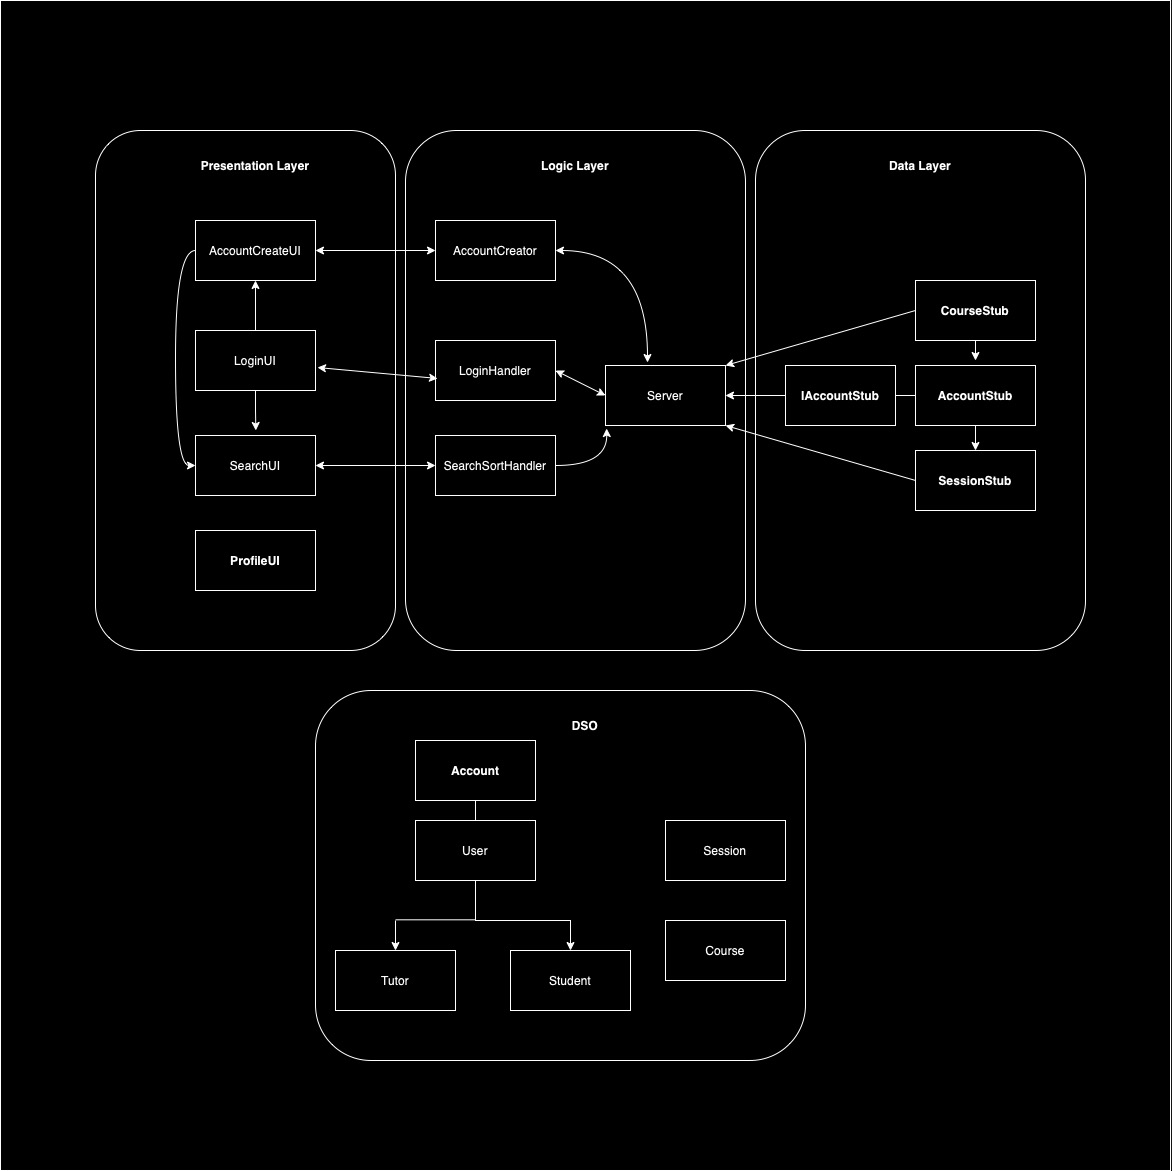 Presentation Layer
Logic Layer
Data Layer
AccountCreateUI
AccountCreator
CourseStub
LoginUI
LoginHandler
Server
IAccountStub
AccountStub
SearchUI
SearchSortHandler
SessionStub
ProfileUI
DSO
Account
User
Session
Course
Tutor
Student